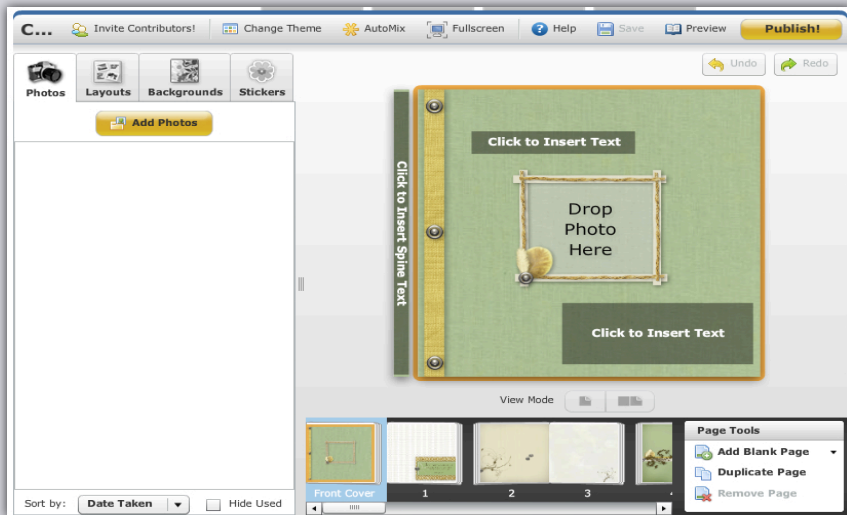 C...
Invite Contributors!
Change Theme
AutoMix
Fullscreen
Help
Save
Preview
Publish!
Photos
Layouts
Backgrounds
Stickers
Undo
Redo
Add Photos
Click to Insert Spine Text
Click to Insert Text
Drop
Photo
Here
Click to Insert Text
View Mode
Front Cover
1
2
3
Page Tools
Add Blank Page
Duplicate Page
Remove Page
Sort by:
Date Taken
Hide Used